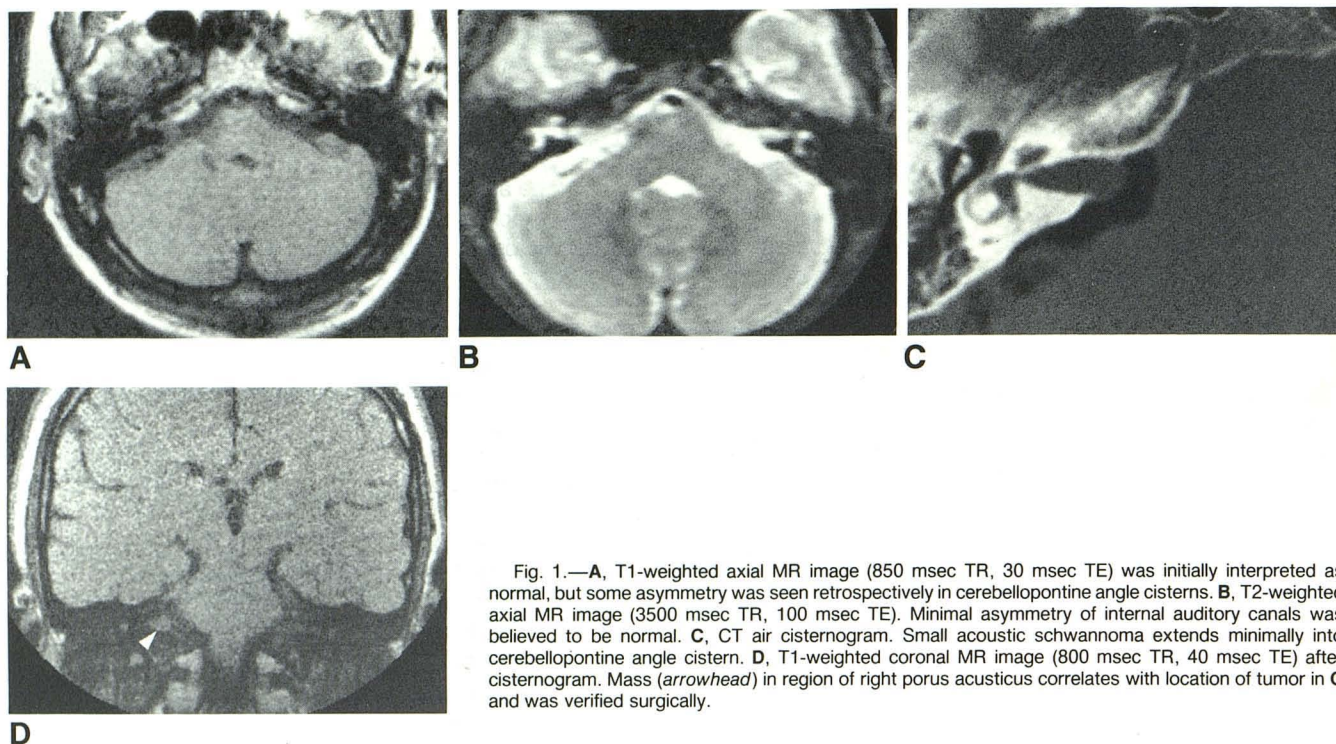 A
B
C
D
Fig. 1.—A, T1-weighted axial MR image (850 msec TR, 30 msec TE) was initially interpreted as
normal, but some asymmetry was seen retrospectively in cerebellopontine angle cisterns. B, T2-weighted
axial MR image (3500 msec TR, 100 msec TE). Minimal asymmetry of internal auditory canals was
believed to be normal. C, CT air cisternogram. Small acoustic schwannoma extends minimally into
cerebellopontine angle cistern. D, T1-weighted coronal MR image (800 msec TR, 40 msec TE) after
cisternogram. Mass (arrowhead) in region of right porus acusticus correlates with location of tumor in C
and was verified surgically.